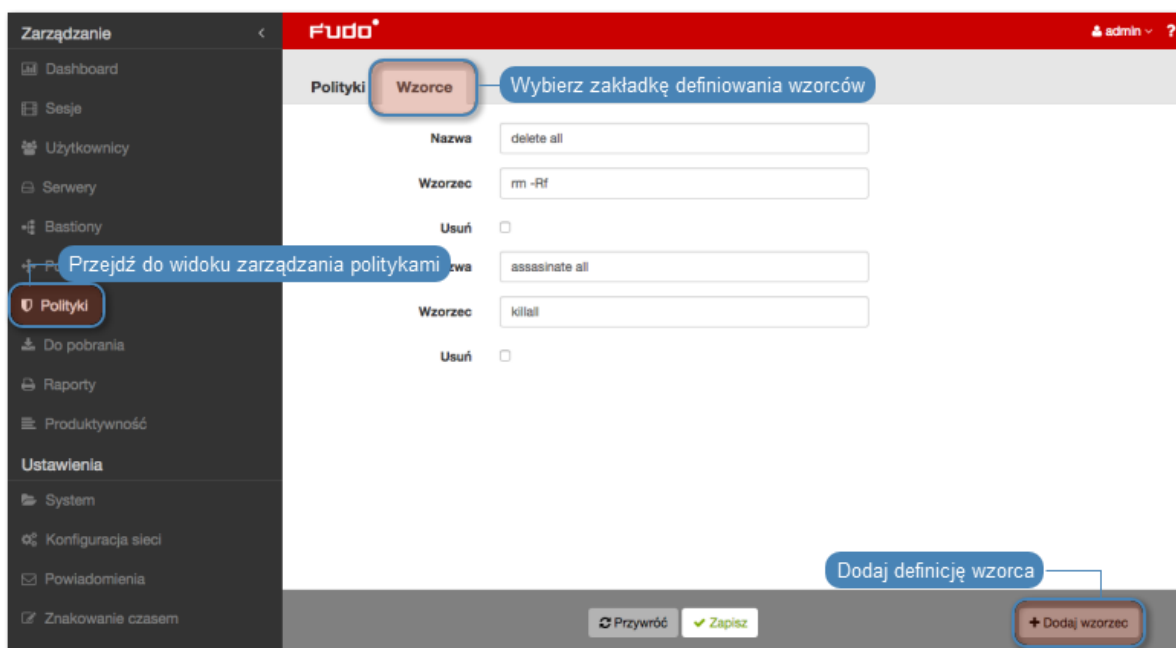 Zarządzanie
Fudo
admin
?
Dashboard
Sesje
Użytkownicy
Serwery
Bastiony
Po
Przejdź do widoku zarządzania politykami
Polityki
Do pobrania
Raporty
Produktywność
Ustawienia
System
Konfiguracja sieci
Powiadomienia
Znakowanie czasem
Polityki
Wzorce
Wybierz zakładkę definiowania wzorców
Nazwa
delete all
Wzorzec
rm -Rf
Usuń
zwa
assasinate all
Wzorzec
killall
Usuń
Dodaj definicję wzorca
Przywróć
Zapisz
+ Dodaj wzorzec